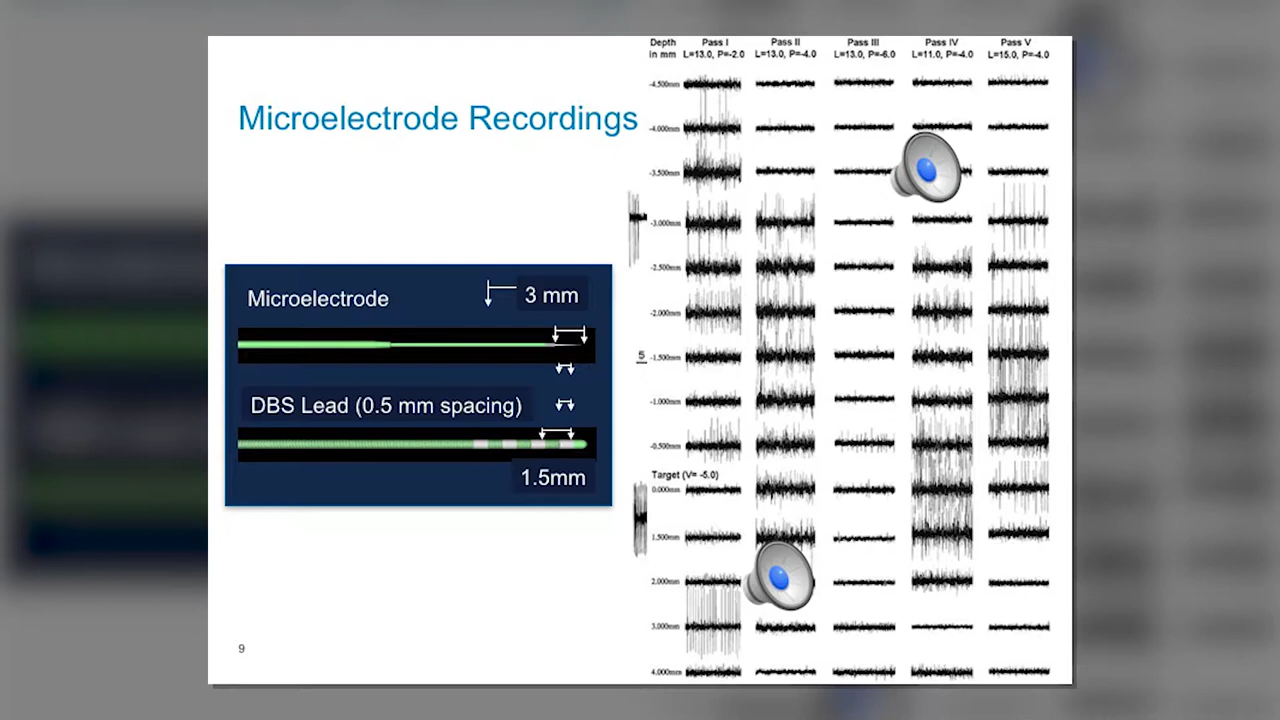 Depth in mm
Pass I L=13.0, P=-2.0
Pass II L=13.0, P=-4.0
Pass III L=13.0, P=-6.0
Pass IV L=11.0, P=-4.0
Pass V L=15.0, P=-4.0
Microelectrode Recordings
-4.500mm
-4.000mm
-3.500mm
-3.000mm
-2.500mm
-2.000mm
-1.500mm
-1.000mm
-0.500mm
Target (V= -5.0)
0.000mm
1.500mm
2.000mm
3.000mm
4.000mm
5
Microelectrode
3 mm
DBS Lead (0.5 mm spacing)
1.5mm
9